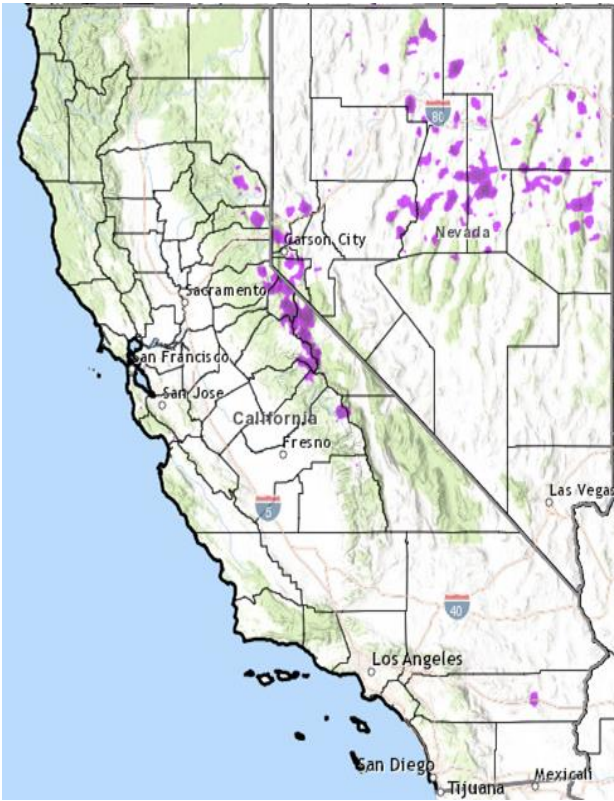 80
Carson City
Nevada
Sacramento
San Francisco
San Jose
California
Fresno
5
Las Vegas
40
Los Angeles
San Diego
Mexicali
Tijuana